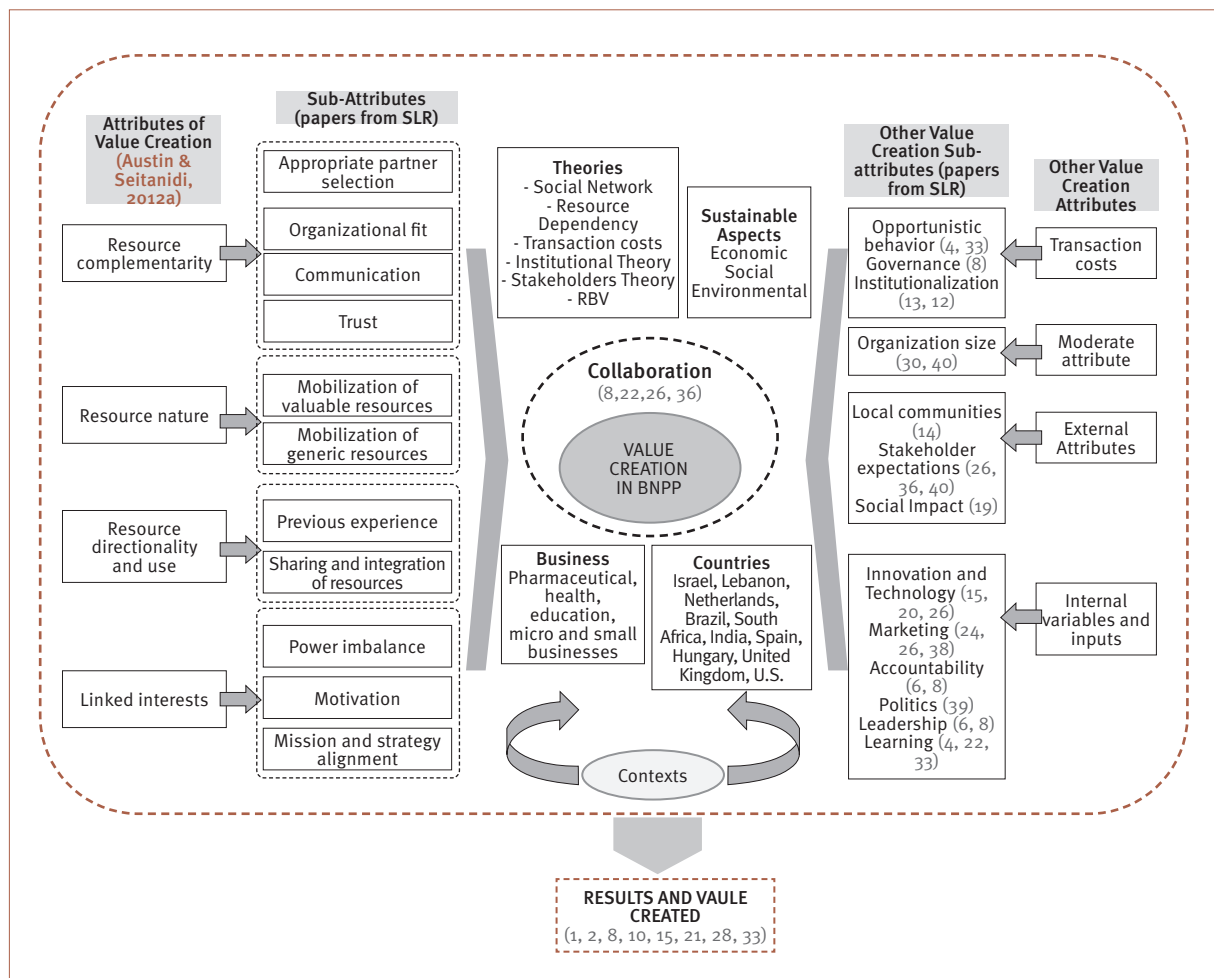 Attributes of
Value Creation
(Austin &
Seitanidi,
2012a)
Resource
complementarity
Resource nature
Resource
directionality
and use
Linked interests
Sub-Attributes
(papers from SLR)
Appropriate partner
selection
Organizational fit
Communication
Trust
Mobilization of
valuable resources
Mobilization of
generic resources
Previous experience
Sharing and integration
of resources
Power imbalance
Motivation
Mission and strategy
alignment
Theories
- Social Network
- Resource
Dependency
- Transaction costs
- Institutional Theory
- Stakeholders Theory
- RBV
Sustainable
Aspects
Economic
Social
Environmental
Collaboration
(8,22,26, 36)
VALUE
CREATION
IN BNPP
Business
Pharmaceutical,
health,
education,
micro and small
businesses
Countries
Israel, Lebanon,
Netherlands,
Brazil, South
Africa, India, Spain,
Hungary, United
Kingdom, U.S.
Contexts
Other Value
Creation Sub-
attributes (papers
from SLR)
Opportunistic
behavior (4, 33)
Governance (8)
Institutionalization
(13, 12)
Organization size
(30, 40)
Local communities
(14)
Stakeholder
expectations (26,
36, 40)
Social Impact (19)
Innovation and
Technology (15,
20, 26)
Marketing (24,
26, 38)
Accountability
(6, 8)
Politics (39)
Leadership (6, 8)
Learning (4, 22,
33)
Other Value
Creation
Attributes
Transaction
costs
Moderate
attribute
External
Attributes
Internal
variables and
inputs
RESULTS AND VAULE
CREATED
(1, 2, 8, 10, 15, 21, 28, 33)